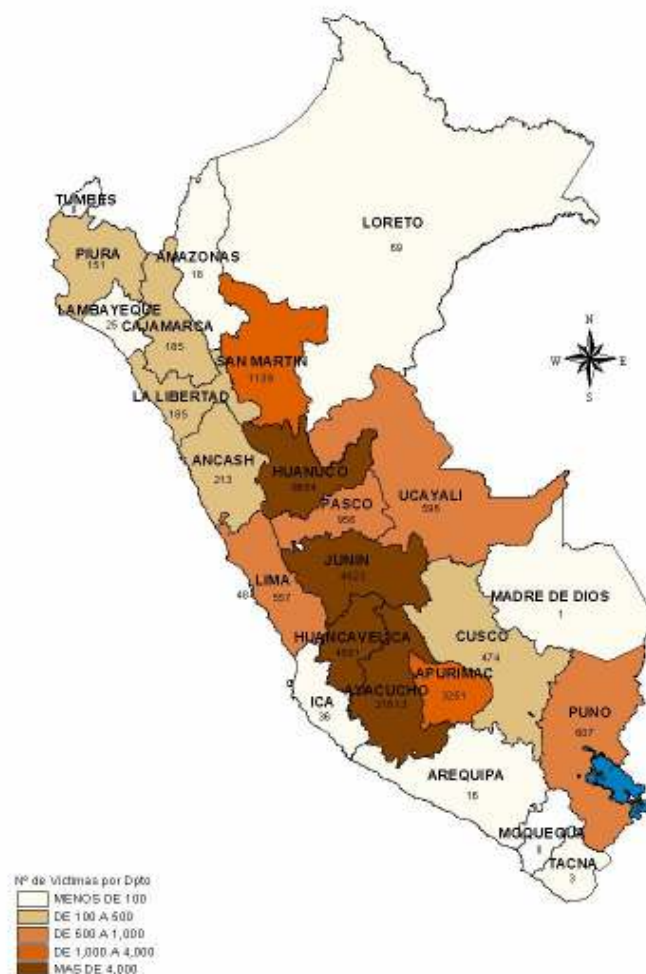 TUMBES
LORETO
69
PIURA
151
AMAZONAS
18
LAMBAYEQUE
25
CAJAMARCA
185
N
W E
S
SAN MARTIN
LA LIBERTAD
185
ANCASH
213
HUANUCO
UCAYALI
PASCO
JUNIN
LIMA
557
MADRE DE DIOS
1
CUSCO
474
HUANCAVELICA
APURIMAC
3251
AYACUCHO
ICA
36
PUNO
607
AREQUIPA
16
MOQUEGUA
TACNA
3
Nº de Victimas por Dpto
MENOS DE 100
DE 100 A 500
DE 500 A 1,000
DE 1,000 A 4,000
MAS DE 4,000